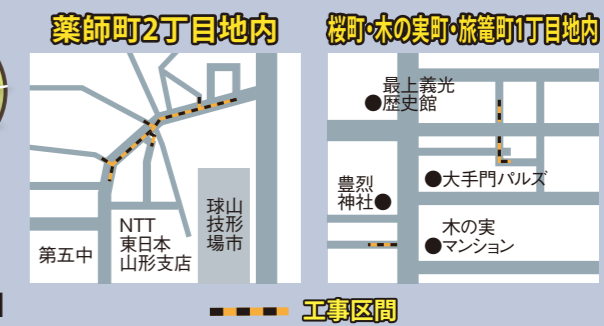 薬師町2丁目地内
第五中
NTT
東日本
山形支店
山形市
球技場
桜町・木の実町・旅篭町1丁目地内
最上義光
●歴史館
豊烈
神社●
●大手門パルズ
木の実
●マンション
工事区間